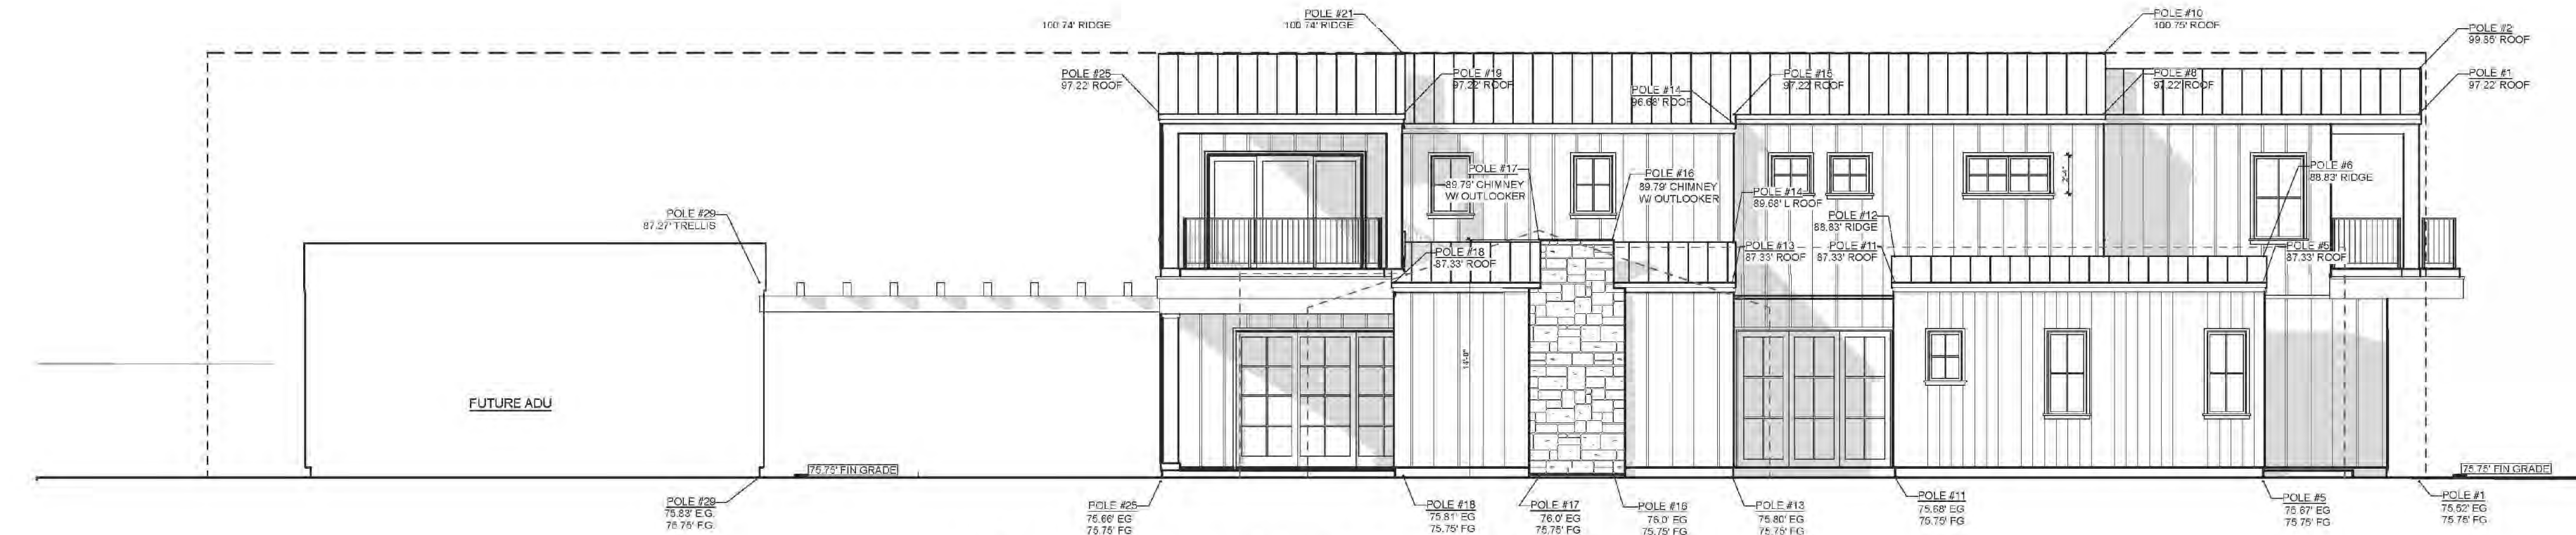 100.74' RIDGE
POLE #21
100.74' RIDGE
POLE #10
100.75' ROOF
POLE #2
99.85' ROOF
POLE #25
97.22' ROOF
POLE #19
97.22' ROOF
POLE #14
96.68' ROOF
POLE #15
97.22' ROOF
POLE #8
97.22' ROOF
POLE #1
97.22' ROOF
POLE #17
89.79' CHIMNEY
W/ OUTLOOKER
POLE #16
89.79' CHIMNEY
W/ OUTLOOKER
POLE #14
89.68' L ROOF
POLE #6
88.83' RIDGE
POLE #29
87.27' TRELLIS
POLE #12
88.83' RIDGE
POLE #18
87.33' ROOF
POLE #13
87.33' ROOF
POLE #11
87.33' ROOF
POLE #5
87.33' ROOF
14'-0"
FUTURE ADU
75.75' FIN GRADE
75.75' FIN GRADE
POLE #29
75.83' E.G.
75.75' F.G.
POLE #25
75.66' EG
75.75' FG
POLE #18
75.81' EG
75.75' FG
POLE #17
76.0' EG
75.75' FG
POLE #16
76.0' EG
75.75' FG
POLE #13
75.80' EG
75.75' FG
POLE #11
75.68' EG
75.75' FG
POLE #5
75.67' EG
75.75' FG
POLE #1
75.52' EG
75.75' FG